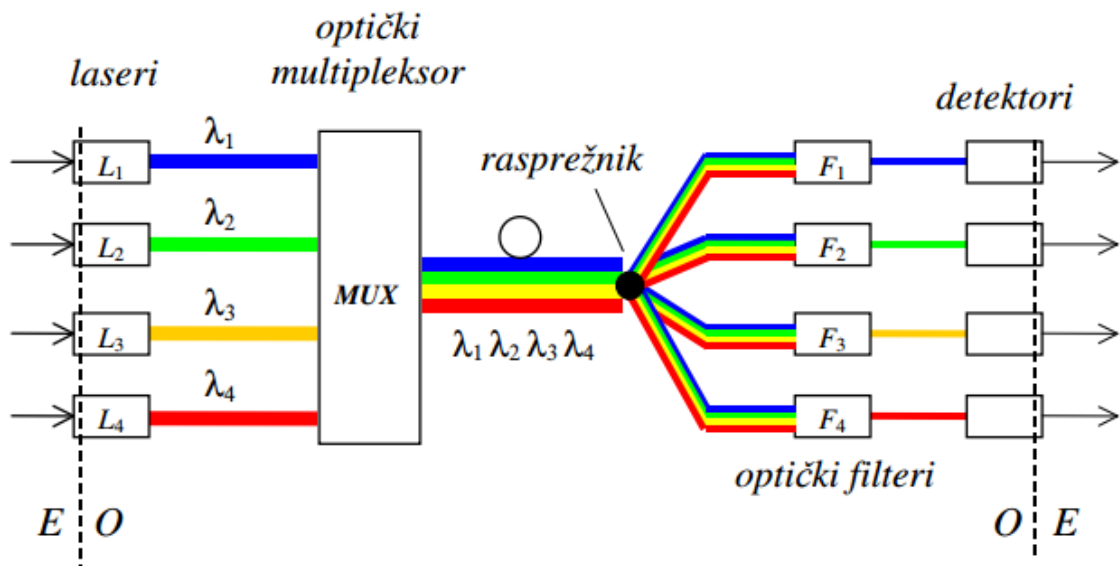 optički
multipleksor
laseri
detektori
λ1
L1
rasprežnik
F1
λ2
L2
F2
MUX
λ3
L3
λ1 λ2 λ3 λ4
F3
λ4
L4
F4
optički filteri
E O
O E